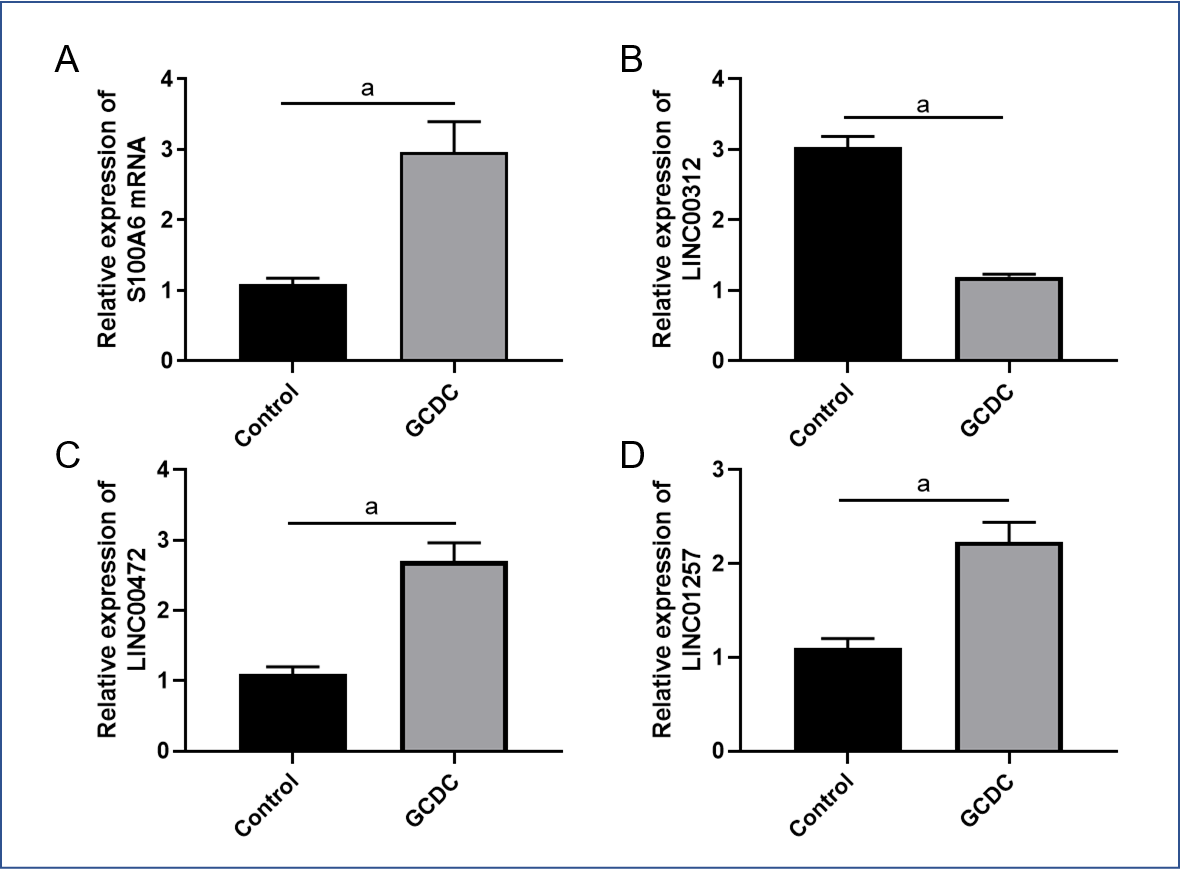 A
Relative expression of
S100A6 mRNA
4
3
2
1
0
a
Control
GCDC
B
Relative expression of
LINC00312
4
3
2
1
0
a
Control
GCDC
C
Relative expression of
LINC00472
4
3
2
1
0
a
Control
GCDC
D
Relative expression of
LINC01257
3
2
1
0
a
Control
GCDC